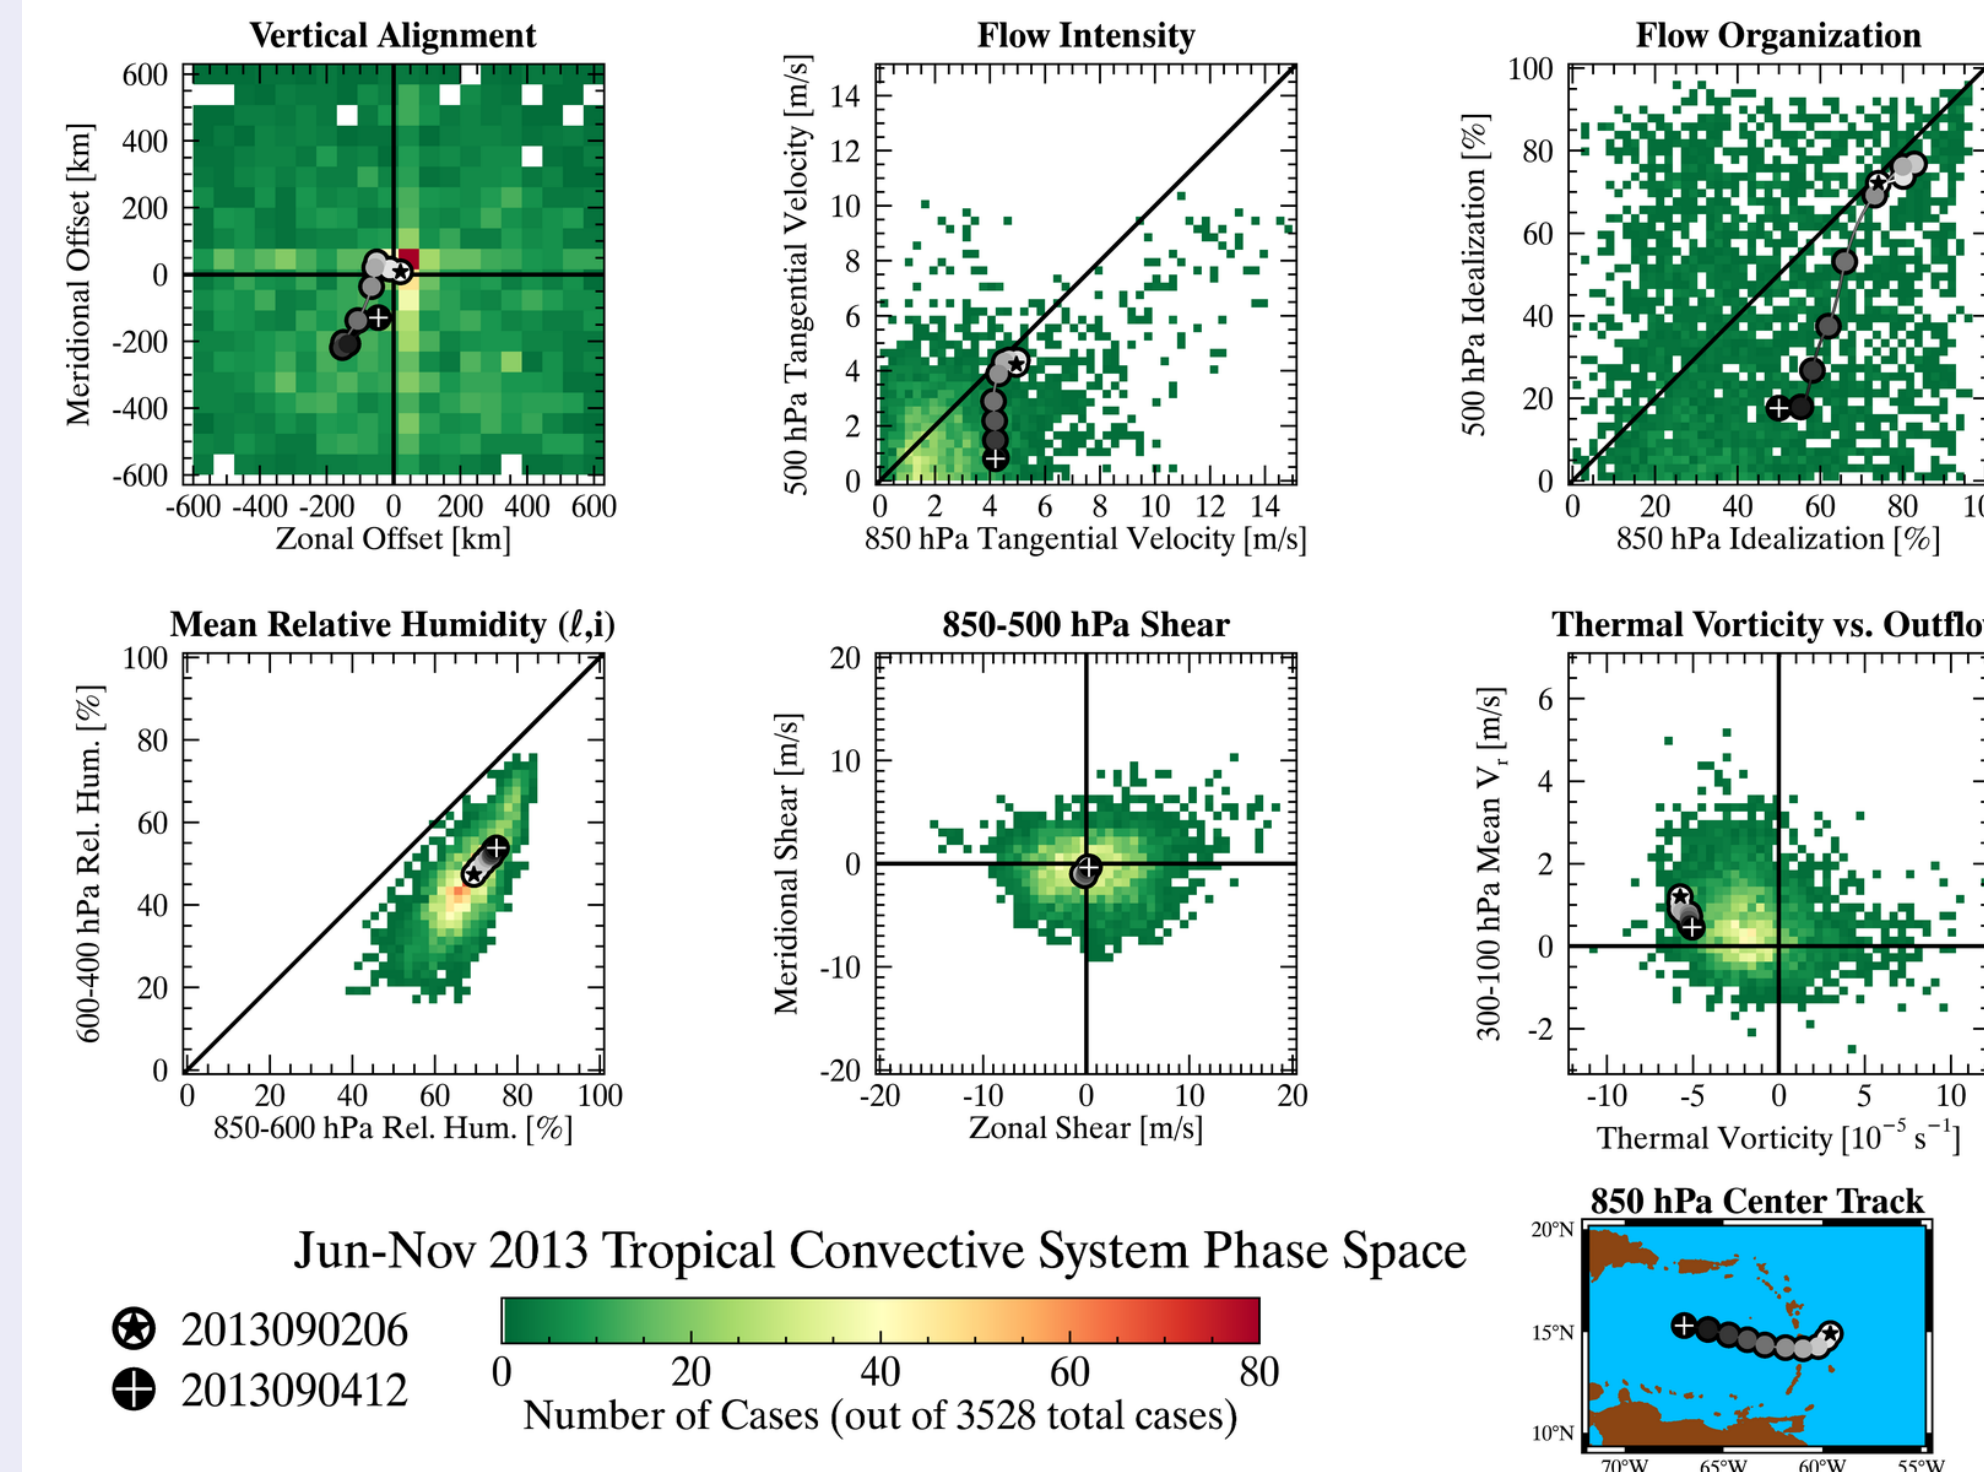 Vertical Alignment
Flow Intensity
Flow Organization
Meridional Offset [km]
600
400
200
0
-200
-400
-600
-600 -400 -200 0 200 400 600
Zonal Offset [km]
500 hPa Tangential Velocity [m/s]
14
12
10
8
6
4
2
0
0 2 4 6 8 10 12 14
850 hPa Tangential Velocity [m/s]
500 hPa Idealization [%]
100
80
60
40
20
0
0 20 40 60 80
850 hPa Idealization [%]
Mean Relative Humidity (ℓ,i)
850-500 hPa Shear
Thermal Vorticity vs.
600-400 hPa Rel. Hum. [%]
100
80
60
40
20
0
0 20 40 60 80 100
850-600 hPa Rel. Hum. [%]
Meridional Shear [m/s]
20
10
0
-10
-20
-20 -10 0 10 20
Zonal Shear [m/s]
300-100 hPa Mean Vr [m/s]
6
4
2
0
-2
-10 -5 0 5 10
Thermal Vorticity [10⁻⁵ s⁻¹]
Jun-Nov 2013 Tropical Convective System Phase Space
2013090206
2013090412
0 20 40 60 80
Number of Cases (out of 3528 total cases)
850 hPa Center Track
20°N
15°N
10°N
70°W 65°W 60°W 55°W